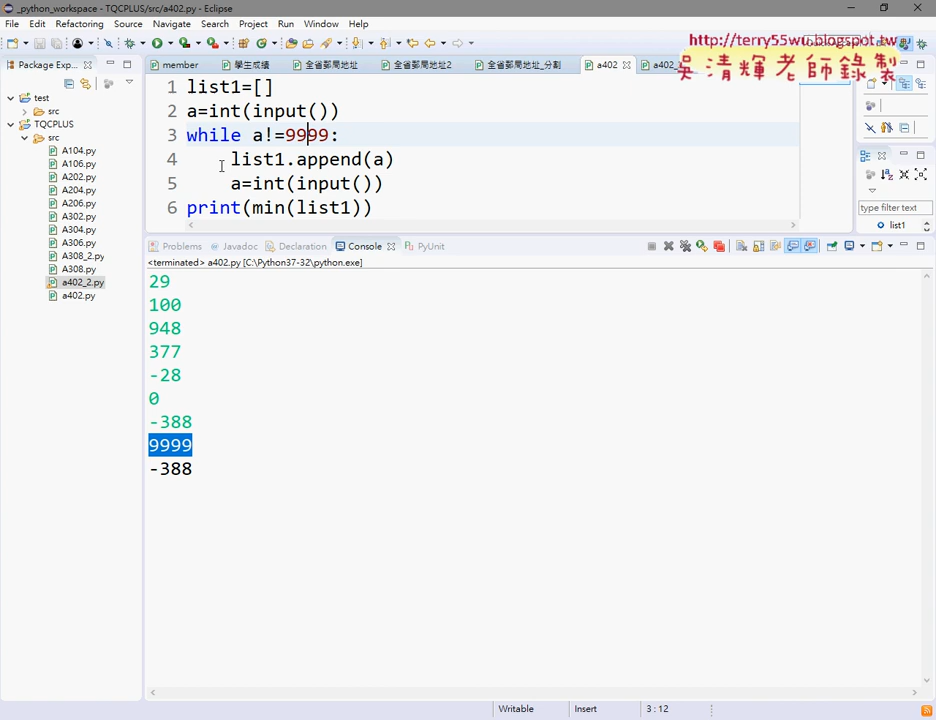 _python_workspace - TQCPLUS/src/a402.py - Eclipse
File Edit Refactoring Source Navigate Search Project Run Window Help
http://terry55wu.blogspot.tw
吳清輝老師錄製
Package Exp...
member 學生成績 全省郵局地址 全省郵局地址2 全省郵局地址_分割 a402 a402_
test
src
TQCPLUS
src
A104.py
A106.py
A202.py
A204.py
A206.py
A302.py
A304.py
A306.py
A308_2.py
A308.py
a402_2.py
a402.py
1 list1=[]
2 a=int(input())
3 while a!=9999:
4 list1.append(a)
5 a=int(input())
6 print(min(list1))
type filter text
list1
Problems Javadoc Declaration Console PyUnit
<terminated> a402.py [C:\Python37-32\python.exe]
29
100
948
377
-28
0
-388
9999
-388
Writable Insert 3 : 12